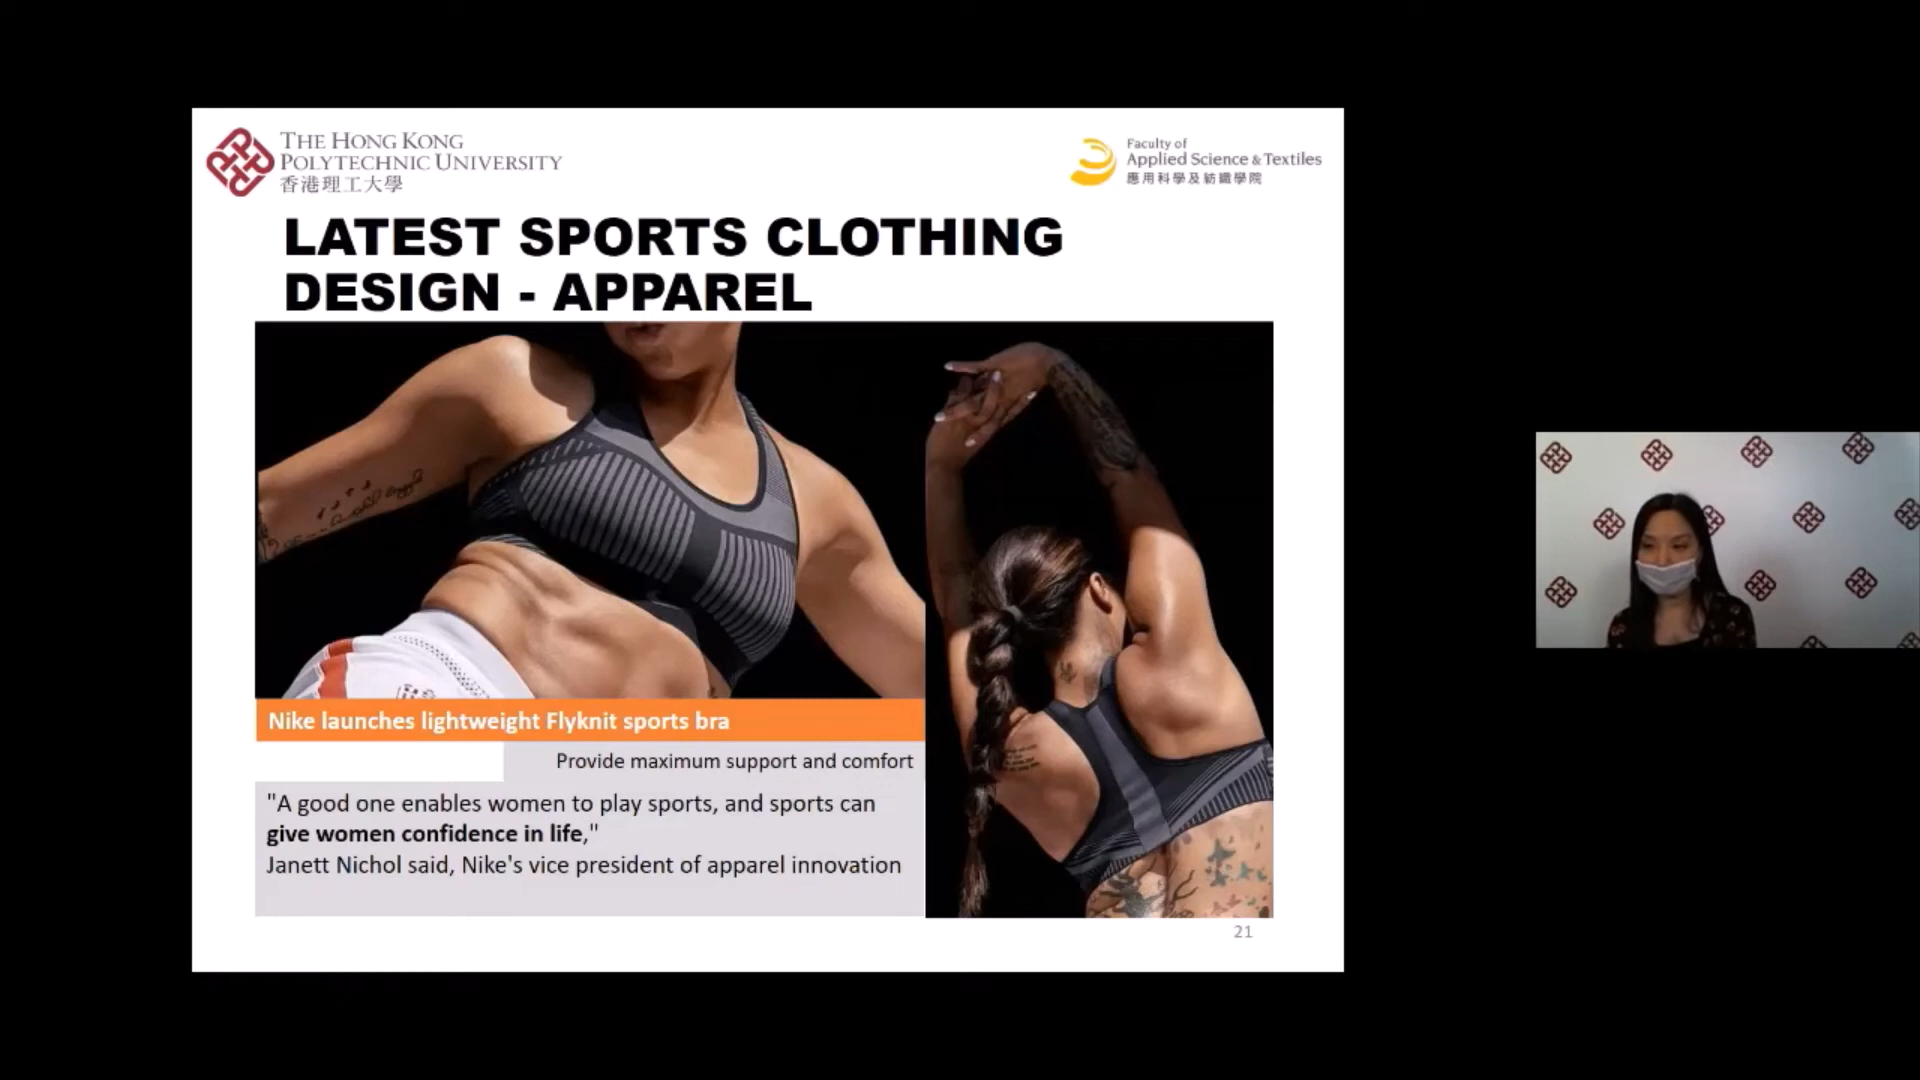 THE HONG KONG
POLYTECHNIC UNIVERSITY
香港理工大學
Faculty of
Applied Science & Textiles
應用科學及紡織學院
LATEST SPORTS CLOTHING
DESIGN - APPAREL
Nike launches lightweight Flyknit sports bra
Provide maximum support and comfort
"A good one enables women to play sports, and sports can
give women confidence in life,"
Janett Nichol said, Nike's vice president of apparel innovation
21